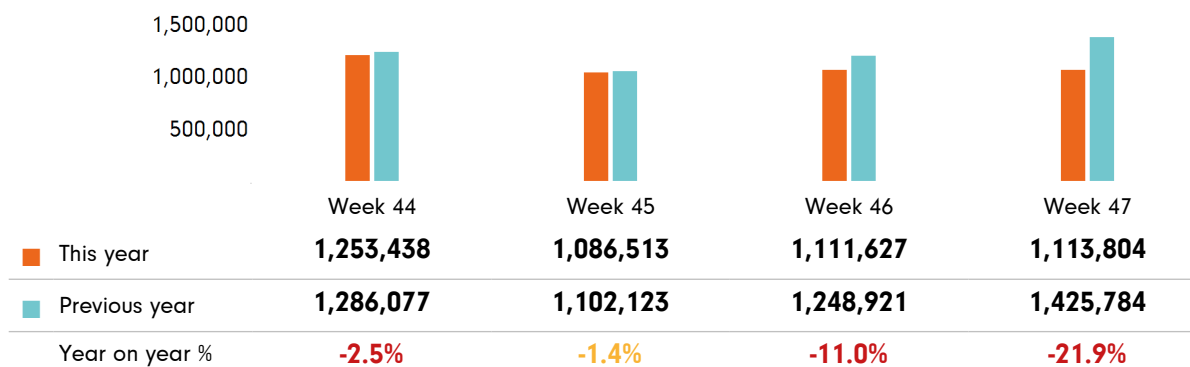 1,500,000
1,000,000
500,000
Week 44 Week 45 Week 46 Week 47
This year 1,253,438 1,086,513 1,111,627 1,113,804
Previous year 1,286,077 1,102,123 1,248,921 1,425,784
Year on year % -2.5% -1.4% -11.0% -21.9%